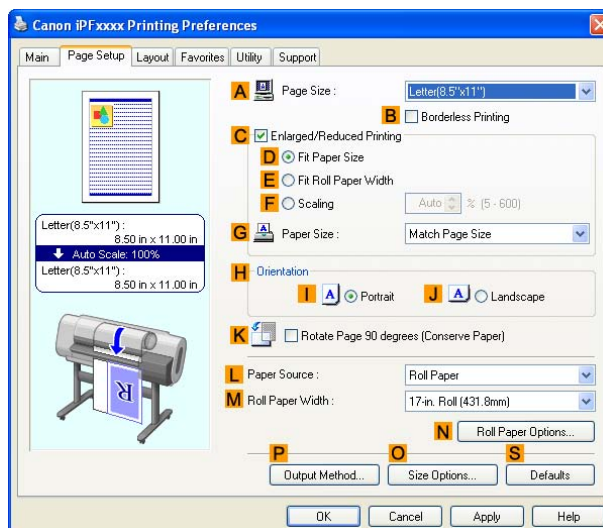 Canon iPFxxxx Printing Preferences
Main Page Setup Layout Favorites Utility Support
A Page Size : Letter(8.5"x11")
B Borderless Printing
C Enlarged/Reduced Printing
D Fit Paper Size
E Fit Roll Paper Width
F Scaling Auto % (5 - 600)
G A Paper Size : Match Page Size
Letter(8.5"x11") :
8.50 in x 11.00 in
Auto Scale: 100%
Letter(8.5"x11") :
8.50 in x 11.00 in
H Orientation
I A Portrait J A Landscape
K Rotate Page 90 degrees (Conserve Paper)
R
L Paper Source : Roll Paper
M Roll Paper Width : 17-in. Roll (431.8mm)
N Roll Paper Options...
P O S
Output Method... Size Options... Defaults
OK Cancel Apply Help